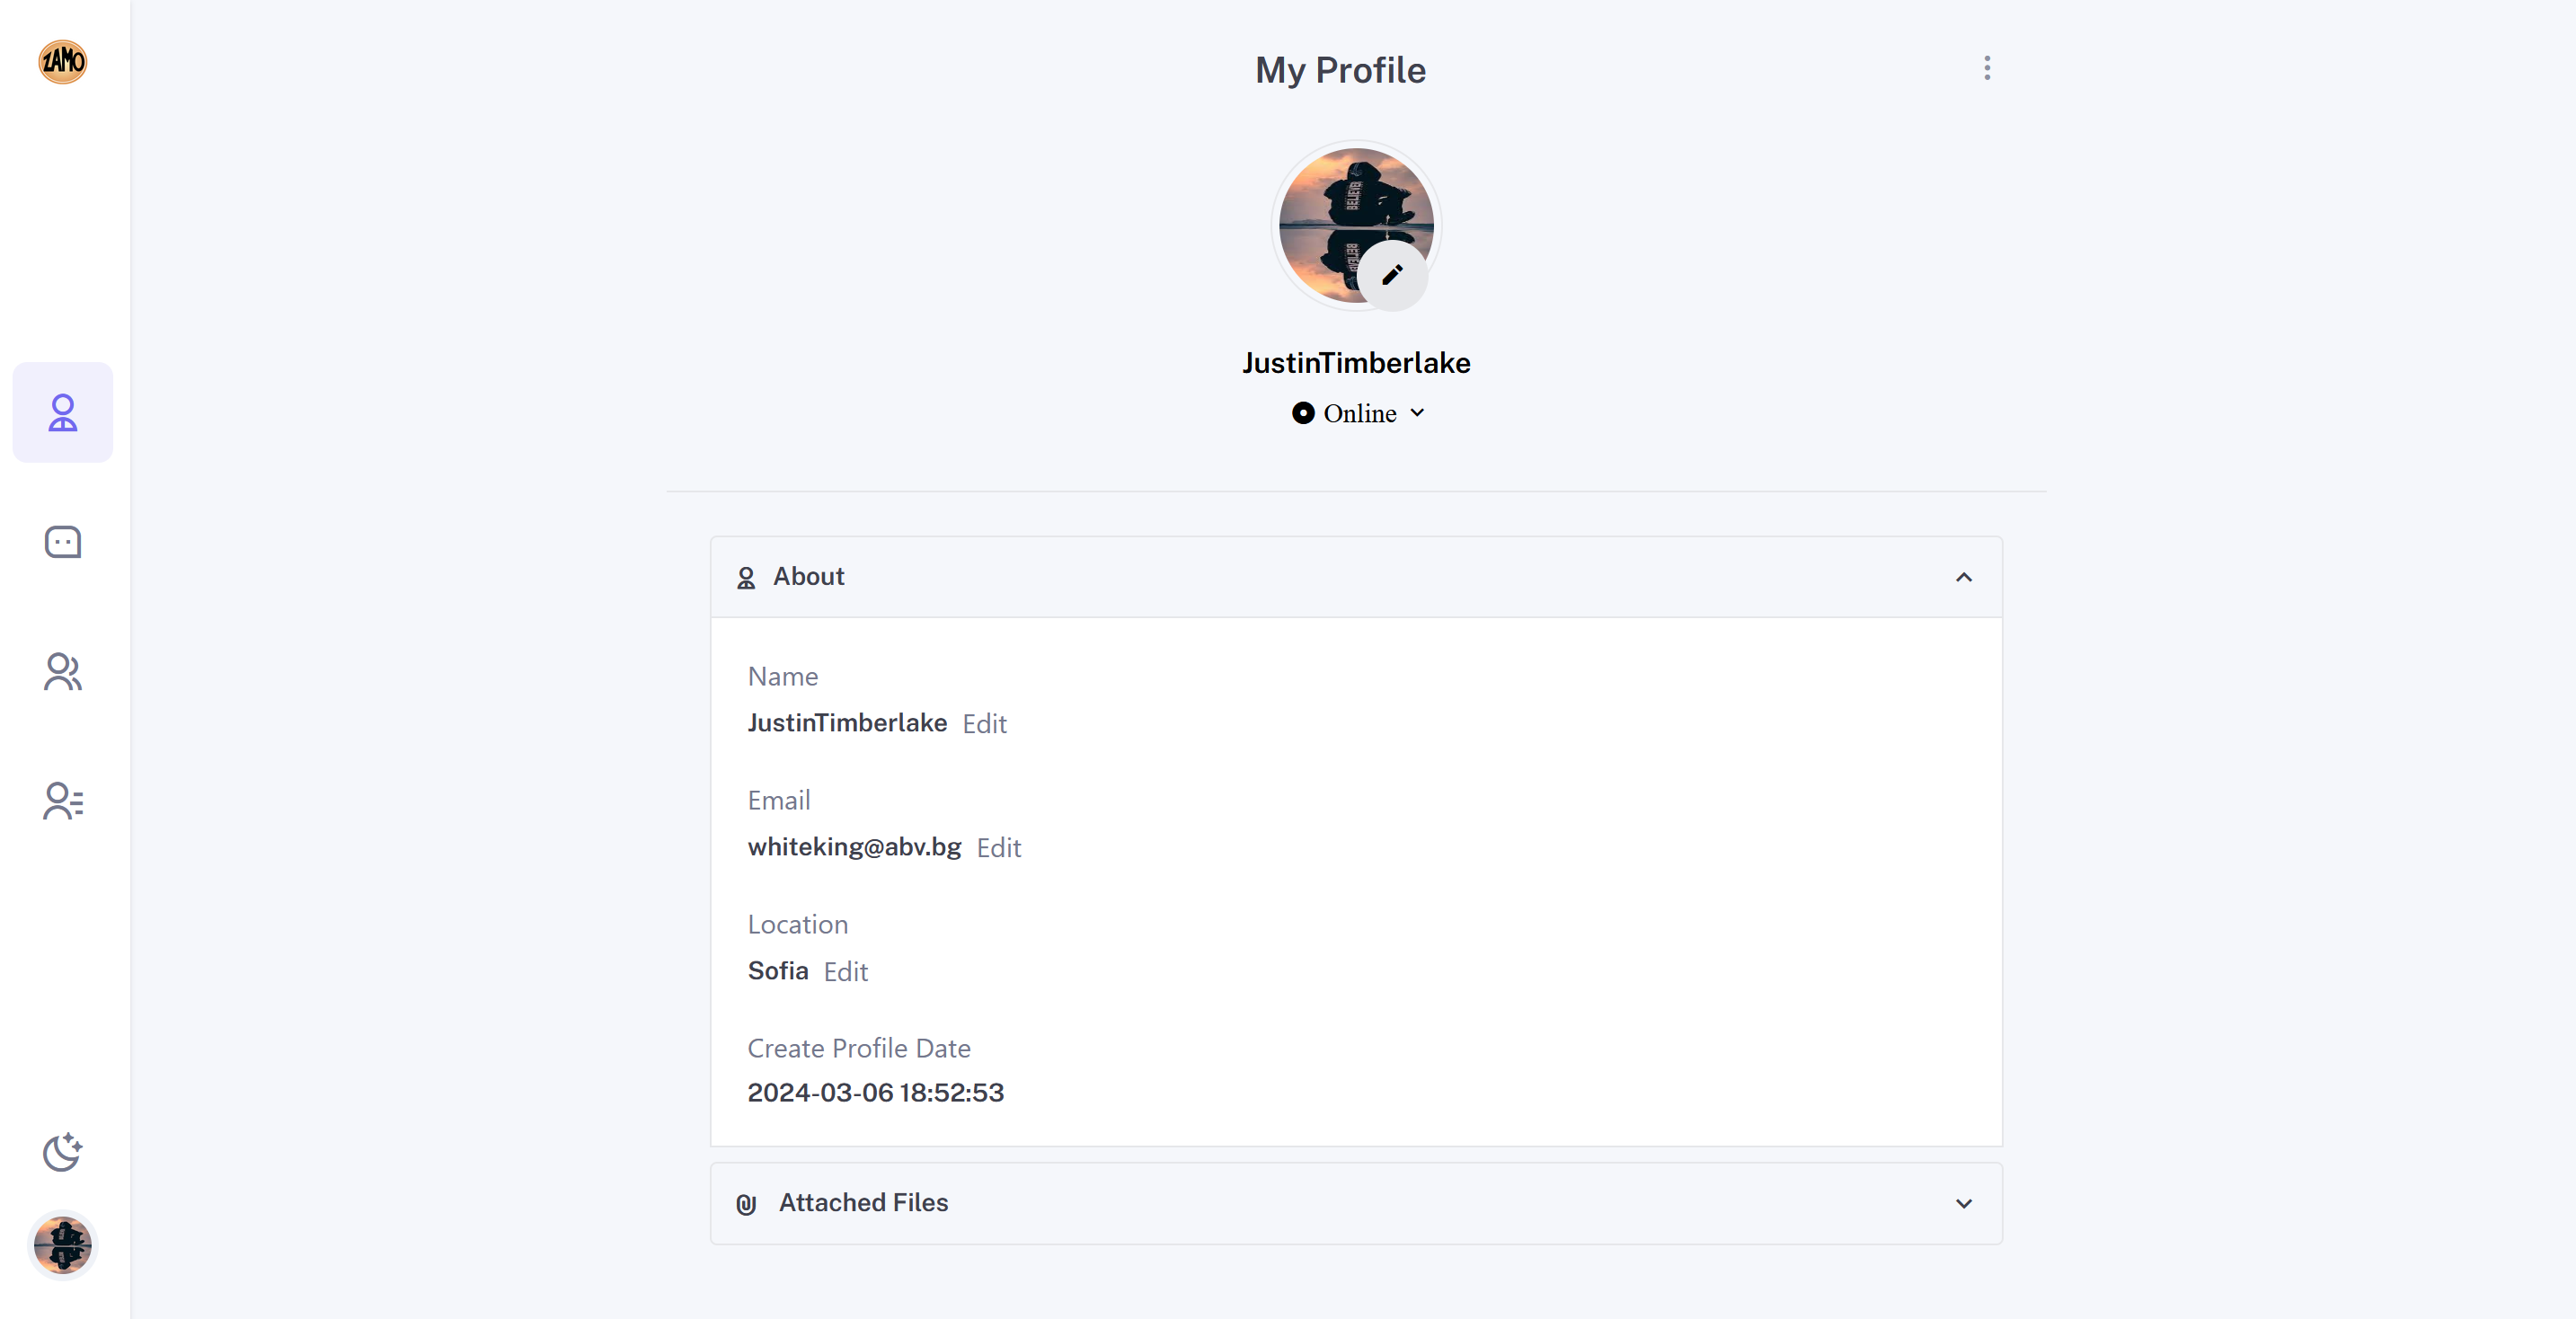 ZAMO
My Profile
BELIEVER
JustinTimberlake
Online
About
Name
JustinTimberlake Edit
Email
whiteking@abv.bg Edit
Location
Sofia Edit
Create Profile Date
2024-03-06 18:52:53
Attached Files